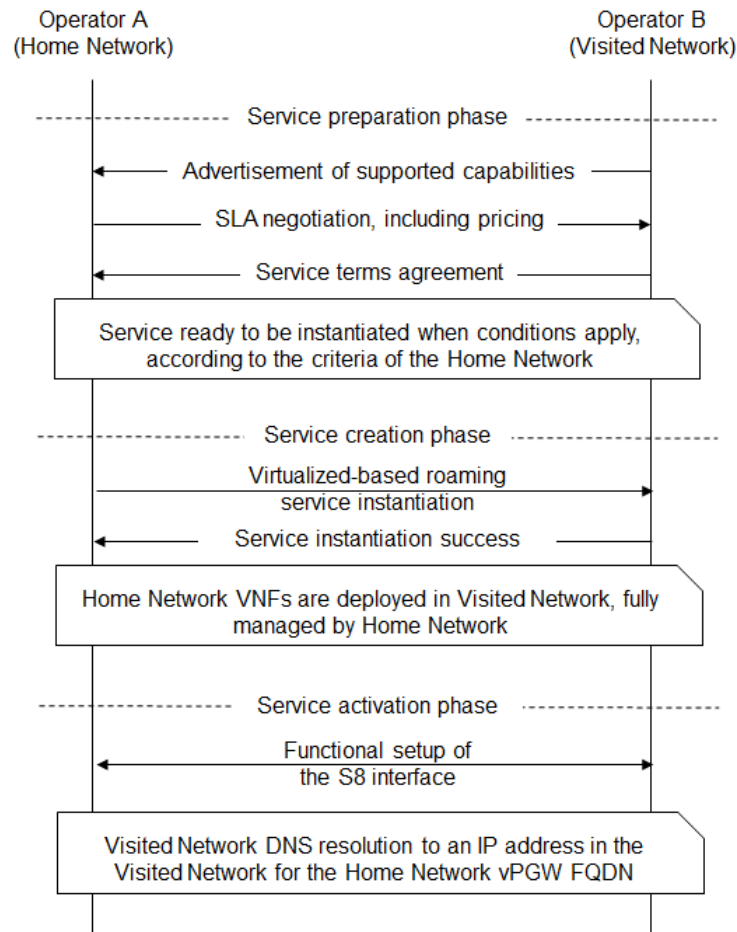 Operator A
(Home Network)
Operator B
(Visited Network)
Service preparation phase
Advertisement of supported capabilities
SLA negotiation, including pricing
Service terms agreement
Service ready to be instantiated when conditions apply,
according to the criteria of the Home Network
Service creation phase
Virtualized-based roaming
service instantiation
Service instantiation success
Home Network VNFs are deployed in Visited Network, fully
managed by Home Network
Service activation phase
Functional setup of
the S8 interface
Visited Network DNS resolution to an IP address in the
Visited Network for the Home Network vPGW FQDN